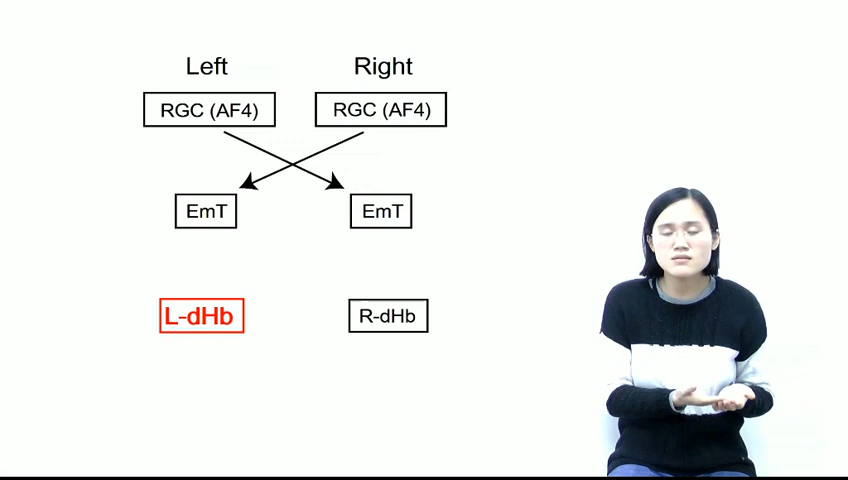 Left Right
RGC (AF4) RGC (AF4)
EmT EmT
L-dHb R-dHb